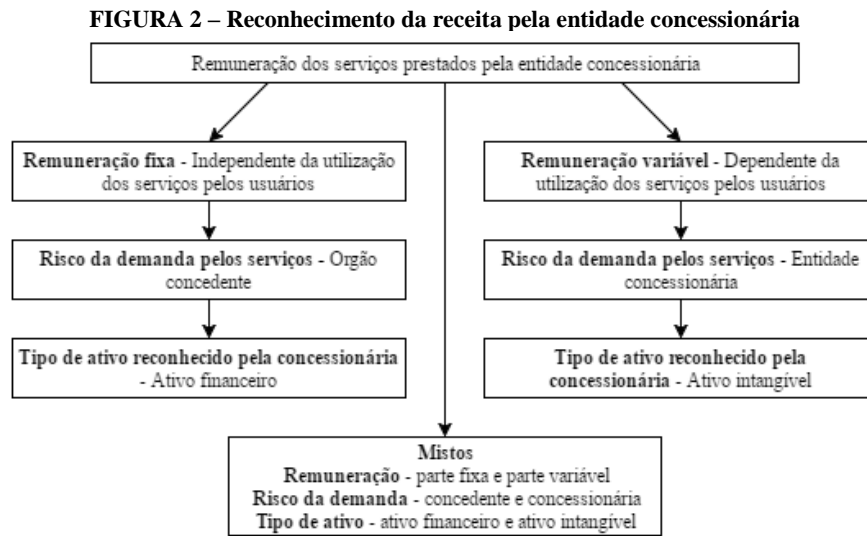 FIGURA 2 – Reconhecimento da receita pela entidade concessionária
Remuneração dos serviços prestados pela entidade concessionária
Remuneração fixa - Independente da utilização
dos serviços pelos usuários
Remuneração variável - Dependente da
utilização dos serviços pelos usuários
Risco da demanda pelos serviços - Orgão
concedente
Risco da demanda pelos serviços - Entidade
concessionária
Tipo de ativo reconhecido pela concessionária
- Ativo financeiro
Tipo de ativo reconhecido pela
concessionária - Ativo intangível
Mistos
Remuneração - parte fixa e parte variável
Risco da demanda - concedente e concessionária
Tipo de ativo - ativo financeiro e ativo intangível